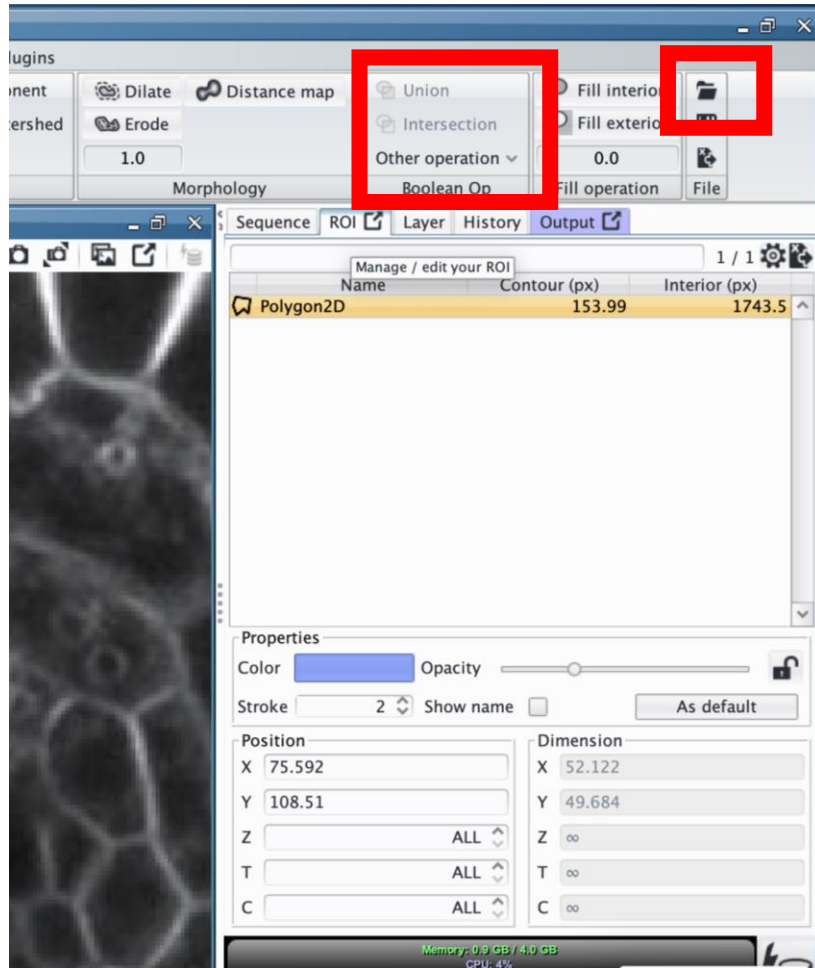 lugins
onent Dilate Distance map Union Fill interior
ershed Erode Intersection Fill exterior
1.0 Other operation 0.0
Morphology Boolean Op Fill operation File
Sequence ROI Layer History Output
1 / 1
Manage / edit your ROI
Name Contour (px) Interior (px)
Polygon2D 153.99 1743.5
Properties
Color Opacity
Stroke 2 Show name As default
Position Dimension
X 75.592 X 52.122
Y 108.51 Y 49.684
Z ALL Z ∞
T ALL T ∞
C ALL C ∞
Memory: 0.9 GB / 4.0 GB
CPU: 4%